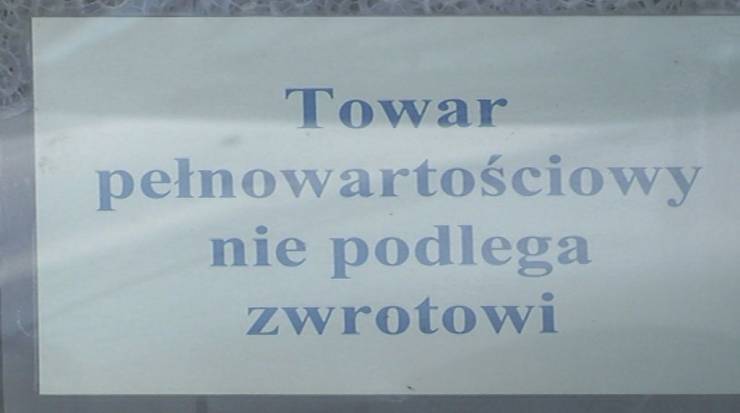 Towar
pełnowartościowy
nie podlega
zwrotowi